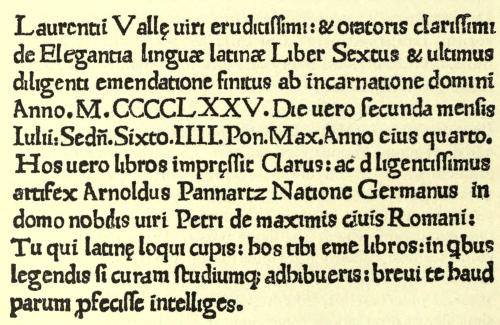 Laurentii Vallę uiri eruditissimi: & oratoris clarissimi
de Elegantia linguæ latinæ Liber Sextus & ultimus
diligenti emendatione finitus ab incarnatione domini
Anno. M. CCCCLXXV. Die uero secunda mensis
Iulii: Sedñ. Sixto. IIII. Pon. Max. Anno eius quarto.
Hos uero libros impręssit Clarus: ac d ligentissimus
artifex Arnoldus Pannartz Natione Germanus in
domo nobilis uiri Petri de maximis ciuis Romani:
Tu qui latinę loqui cupis: hos tibi eme libros: in qbus
legendis si curam studiumq; adhibueris: breui te haud
parum ꝓfecisse intelliges.